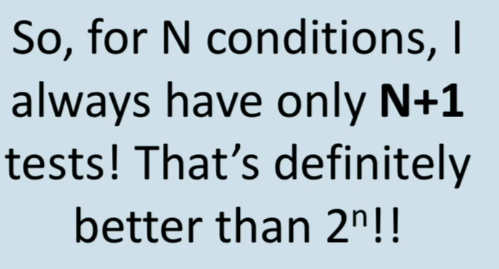 So, for N conditions, I
always have only N+1
tests! That’s definitely
better than 2ⁿ!!